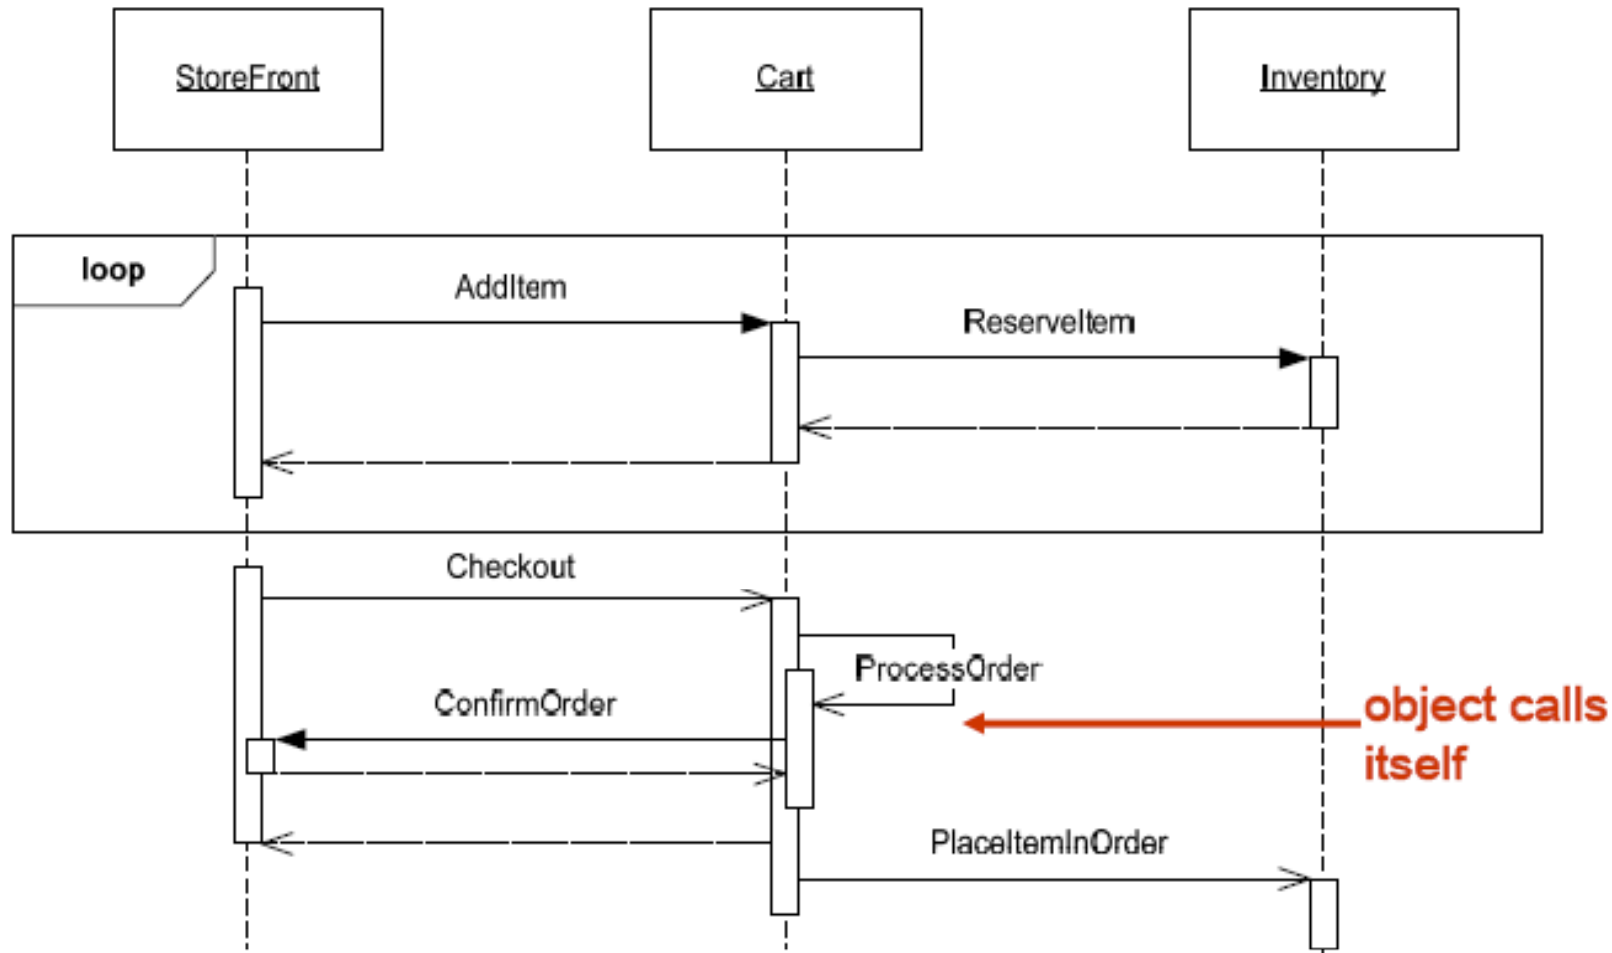 StoreFront
Cart
Inventory
loop
AddItem
ReserveItem
Checkout
ProcessOrder
ConfirmOrder
object calls
itself
PlaceItemInOrder